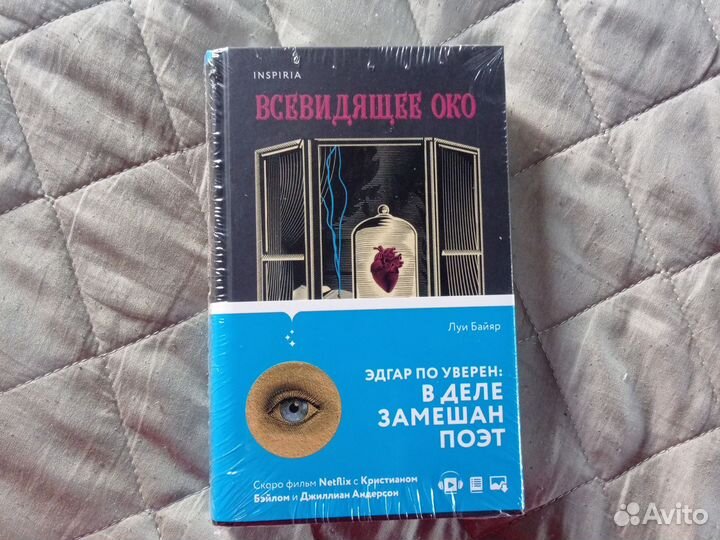 INSPIRIA
ВСЕВИДЯЩЕЕ ОКО
Луи Байяр
ЭДГАР ПО УВЕРЕН:
В ДЕЛЕ
ЗАМЕШАН
ПОЭТ
Скоро фильм Netflix с Кристианом
Бэйлом и Джиллиан Андерсон
Avito